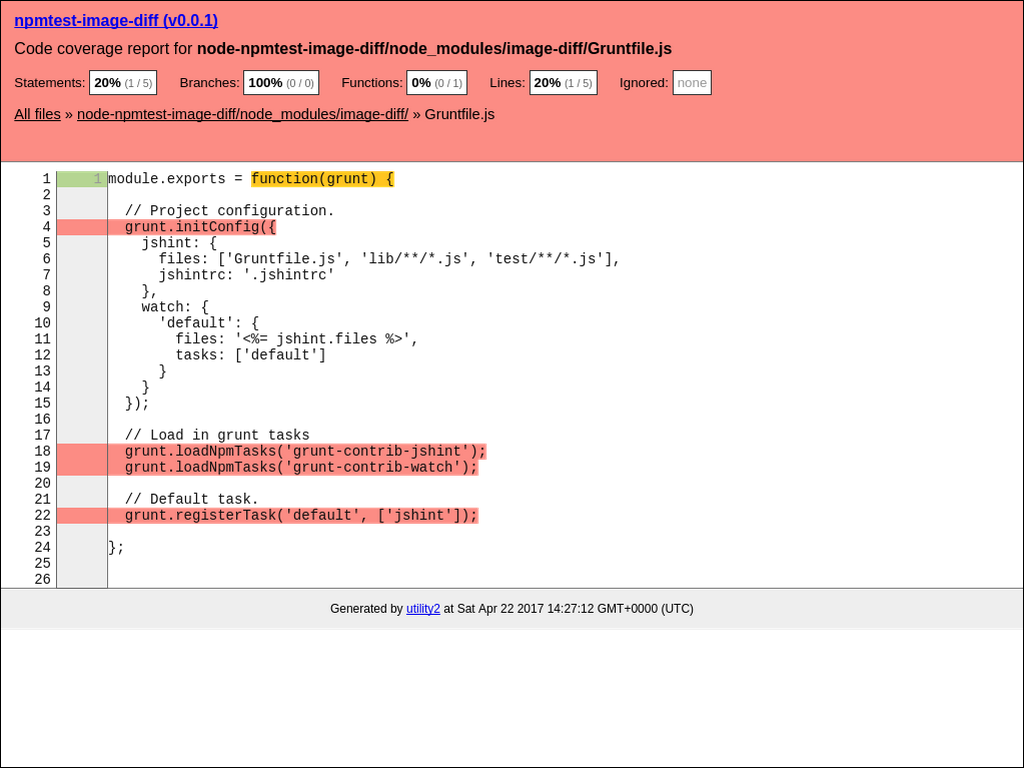 npmtest-image-diff (v0.0.1)
Code coverage report for node-npmtest-image-diff/node_modules/image-diff/Gruntfile.js
Statements: 20% (1 / 5) Branches: 100% (0 / 0) Functions: 0% (0 / 1) Lines: 20% (1 / 5) Ignored: none
All files » node-npmtest-image-diff/node_modules/image-diff/ » Gruntfile.js
1 1 module.exports = function(grunt) {
2
3 // Project configuration.
4 grunt.initConfig({
5 jshint: {
6 files: ['Gruntfile.js', 'lib/**/*.js', 'test/**/*.js'],
7 jshintrc: '.jshintrc'
8 },
9 watch: {
10 'default': {
11 files: '<%= jshint.files %>',
12 tasks: ['default']
13 }
14 }
15 });
16
17 // Load in grunt tasks
18 grunt.loadNpmTasks('grunt-contrib-jshint');
19 grunt.loadNpmTasks('grunt-contrib-watch');
20
21 // Default task.
22 grunt.registerTask('default', ['jshint']);
23
24 };
25
26
Generated by utility2 at Sat Apr 22 2017 14:27:12 GMT+0000 (UTC)